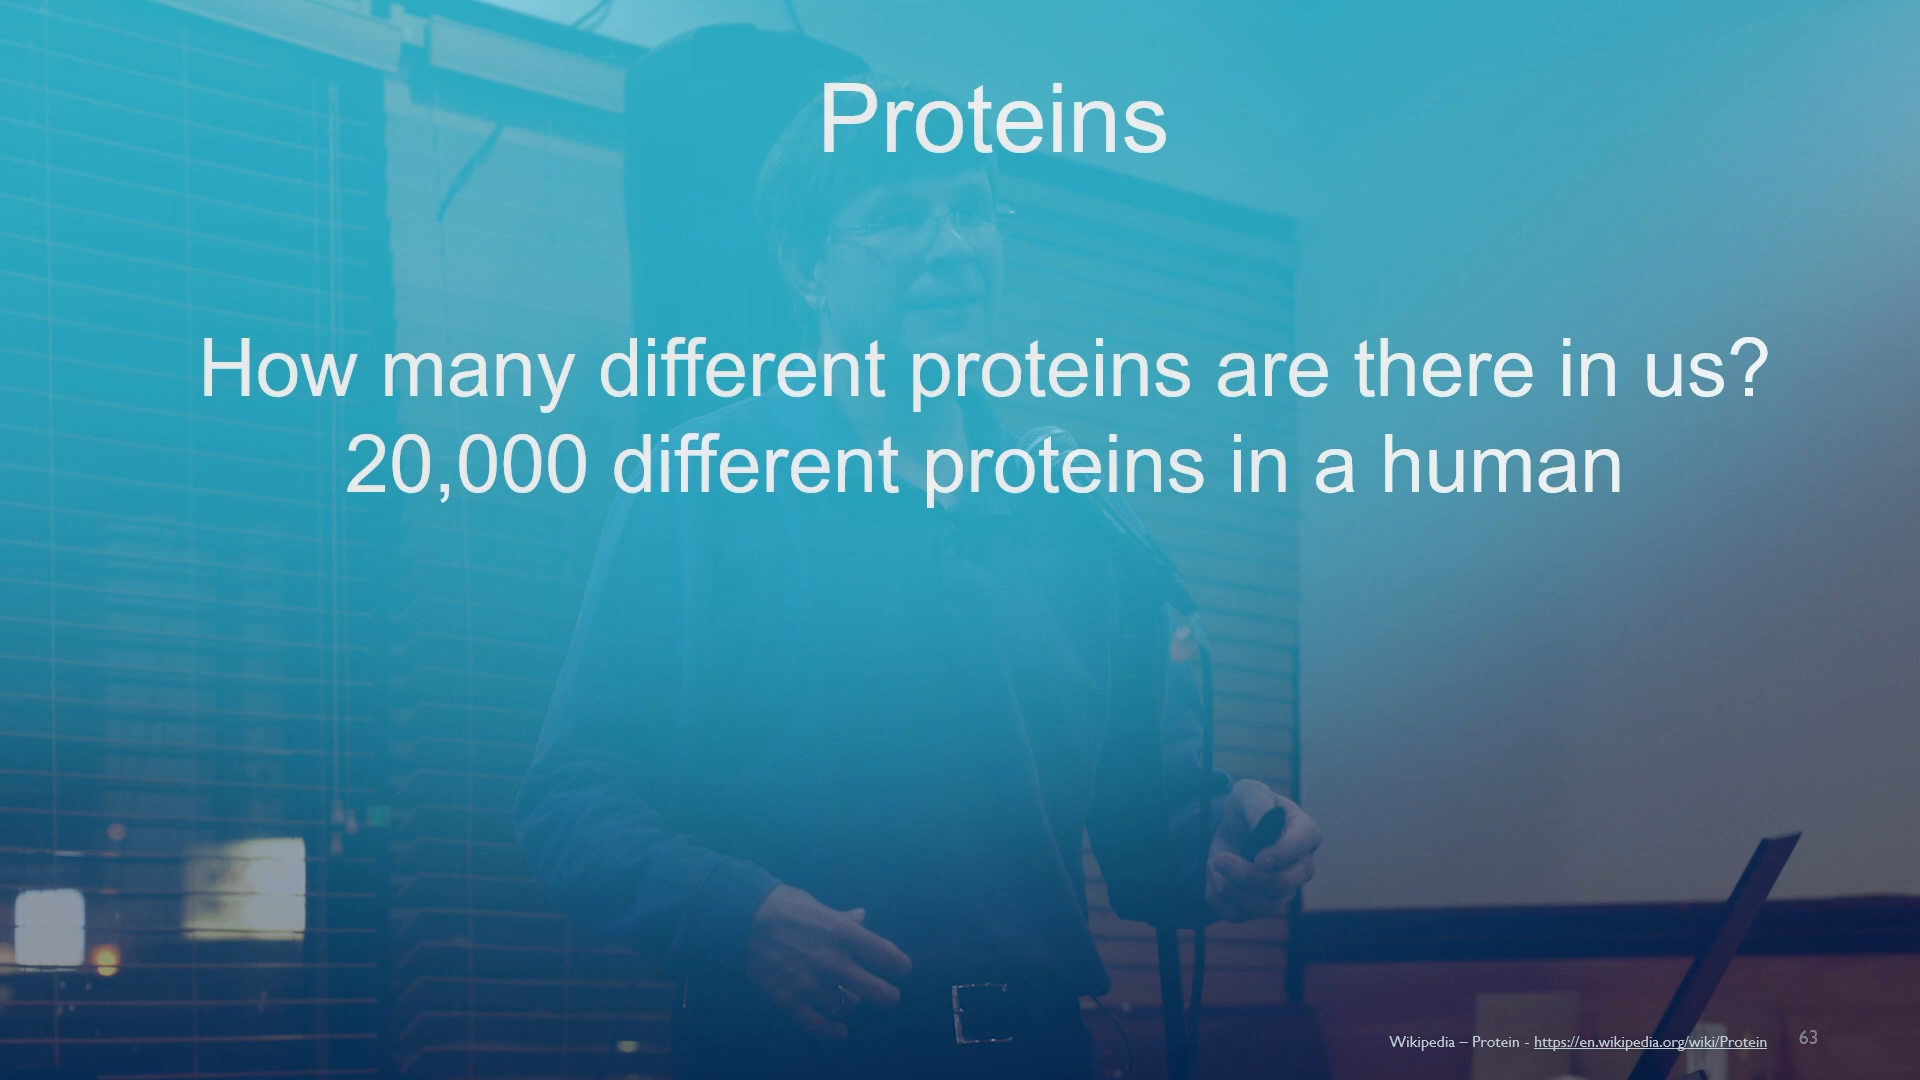 Proteins
How many different proteins are there in us?
20,000 different proteins in a human
Wikipedia – Protein - https://en.wikipedia.org/wiki/Protein 63